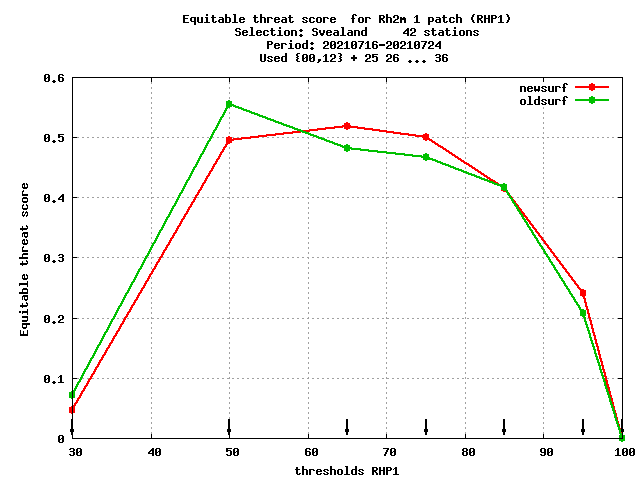 Equitable threat score  for Rh2m 1 patch (RHP1)
Selection: Svealand     42 stations
Period: 20210716-20210724
Used {00,12} + 25 26 ... 36
newsurf
oldsurf
0.6
0.5
0.4
0.3
0.2
0.1
0
Equitable threat score
30 40 50 60 70 80 90 100
thresholds RHP1